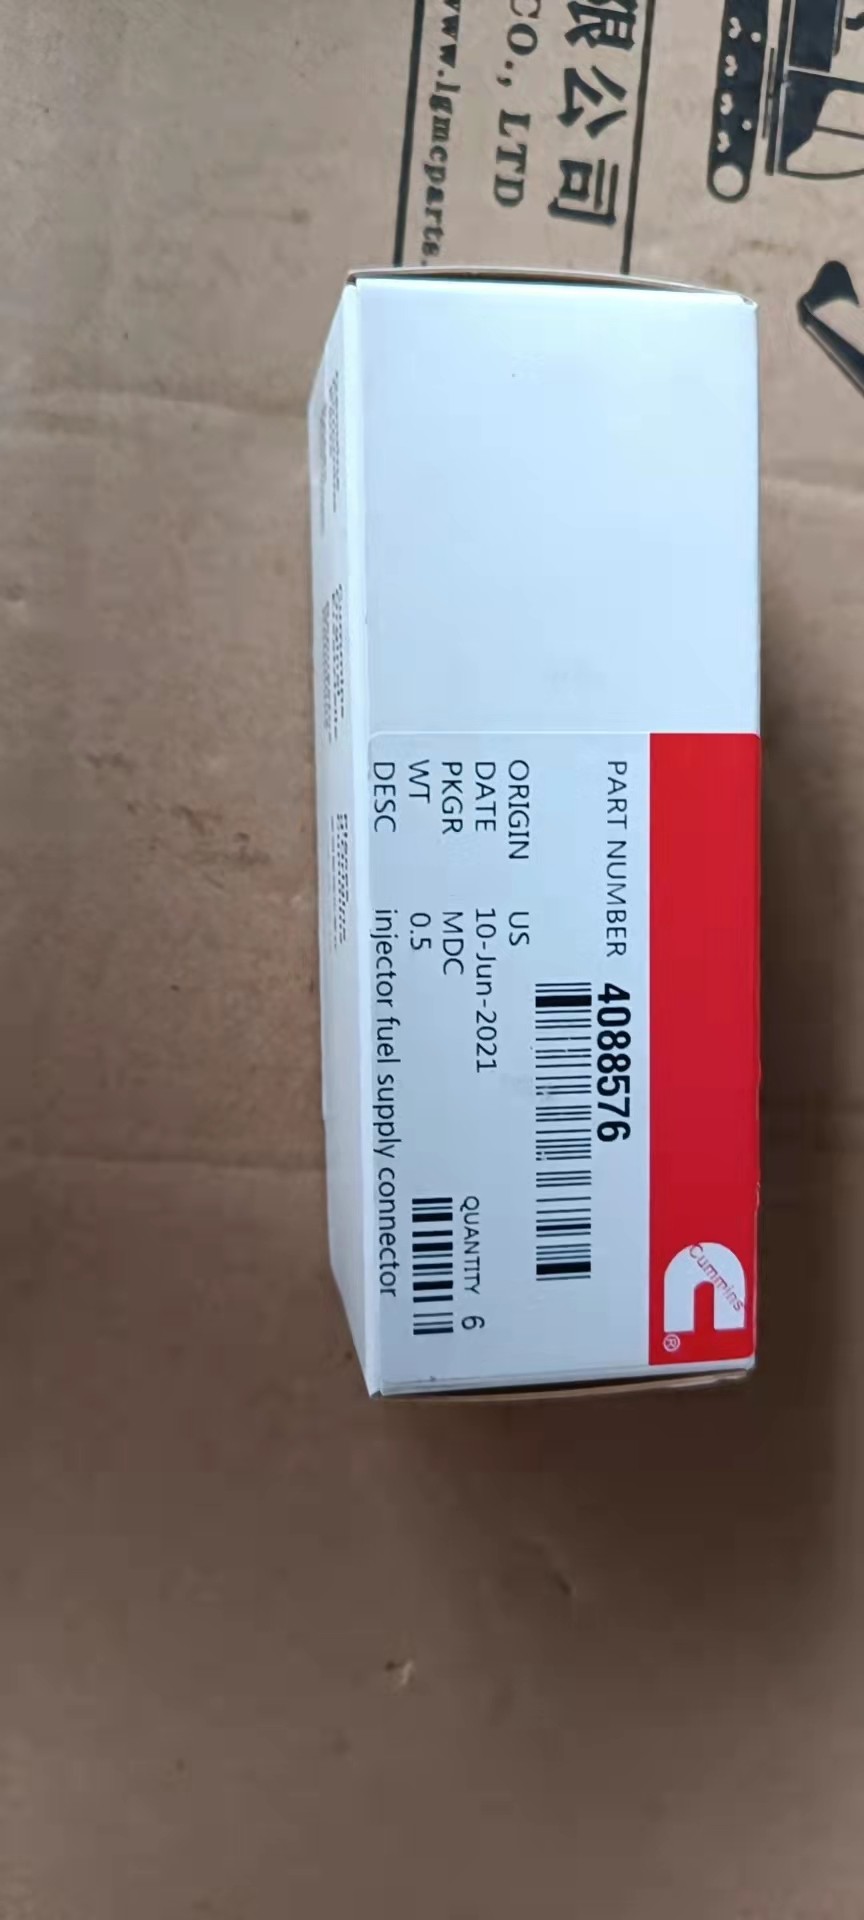 限公司
CO., LTD
www.lgmcparts.
Cummins
®
PART NUMBER 4088576
ORIGIN US
DATE 10-Jun-2021
PKGR MDC
QUANTITY 6
WT 0.5
DESC injector fuel supply connector